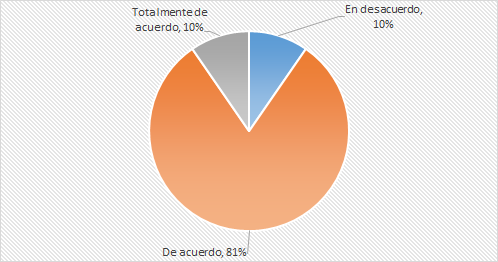 Totalmente de
acuerdo, 10%
En desacuerdo,
10%
De acuerdo, 81%